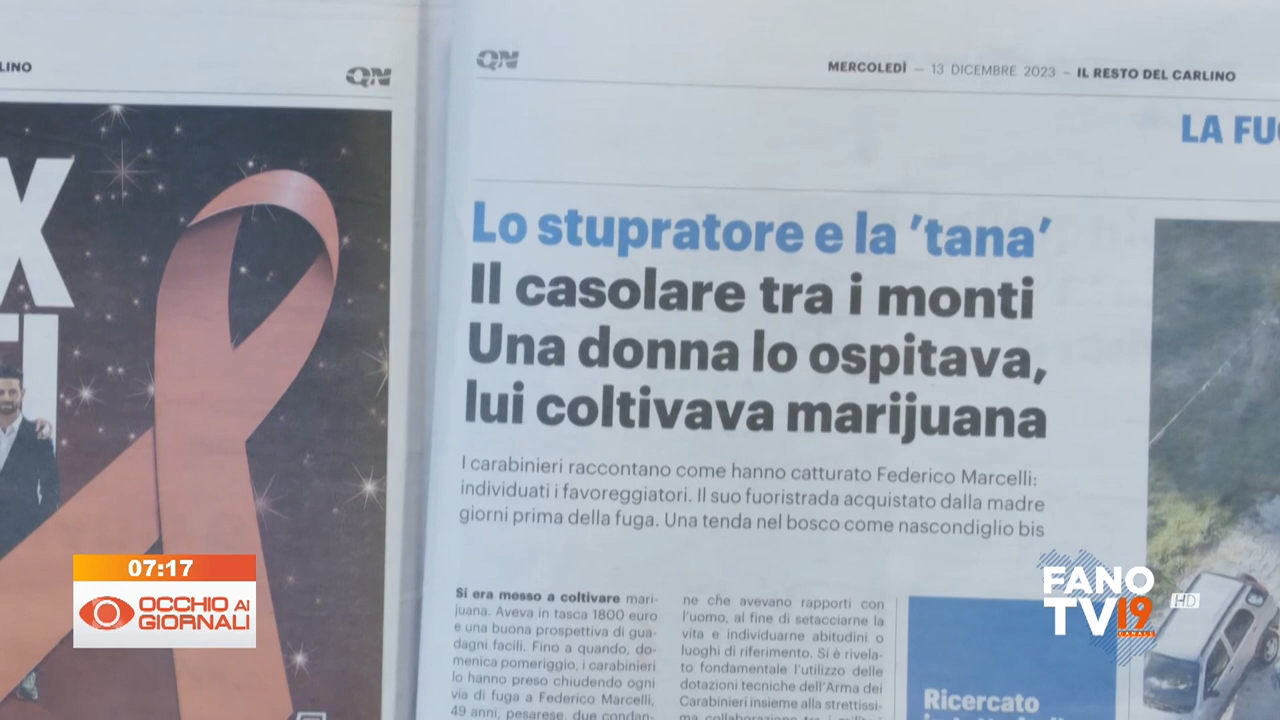 LINO
QN
QN
MERCOLEDÌ – 13 DICEMBRE 2023 – IL RESTO DEL CARLINO
LA FU
X
Lo stupratore e la 'tana'
Il casolare tra i monti
Una donna lo ospitava,
lui coltivava marijuana
I carabinieri raccontano come hanno catturato Federico Marcelli:
individuati i favoreggiatori. Il suo fuoristrada acquistato dalla madre
giorni prima della fuga. Una tenda nel bosco come nascondiglio bis
Si era messo a coltivare mari-
juana. Aveva in tasca 1800 euro
e una buona prospettiva di gua-
dagni facili. Fino a quando, do-
menica pomeriggio, i carabinieri
lo hanno preso chiudendo ogni
via di fuga a Federico Marcelli,
49 anni, pesarese, due condan-
ne che avevano rapporti con
l'uomo, al fine di setacciarne la
vita e individuarne abitudini o
luoghi di riferimento. Si è rivela-
to fondamentale l'utilizzo delle
dotazioni tecniche dell'Arma dei
Carabinieri insieme alla strettissi-
ma collaborazione tra i
Ricercato
07:17
OCCHIO AI
GIORNALI
FANO
TV19
CANALE
HD